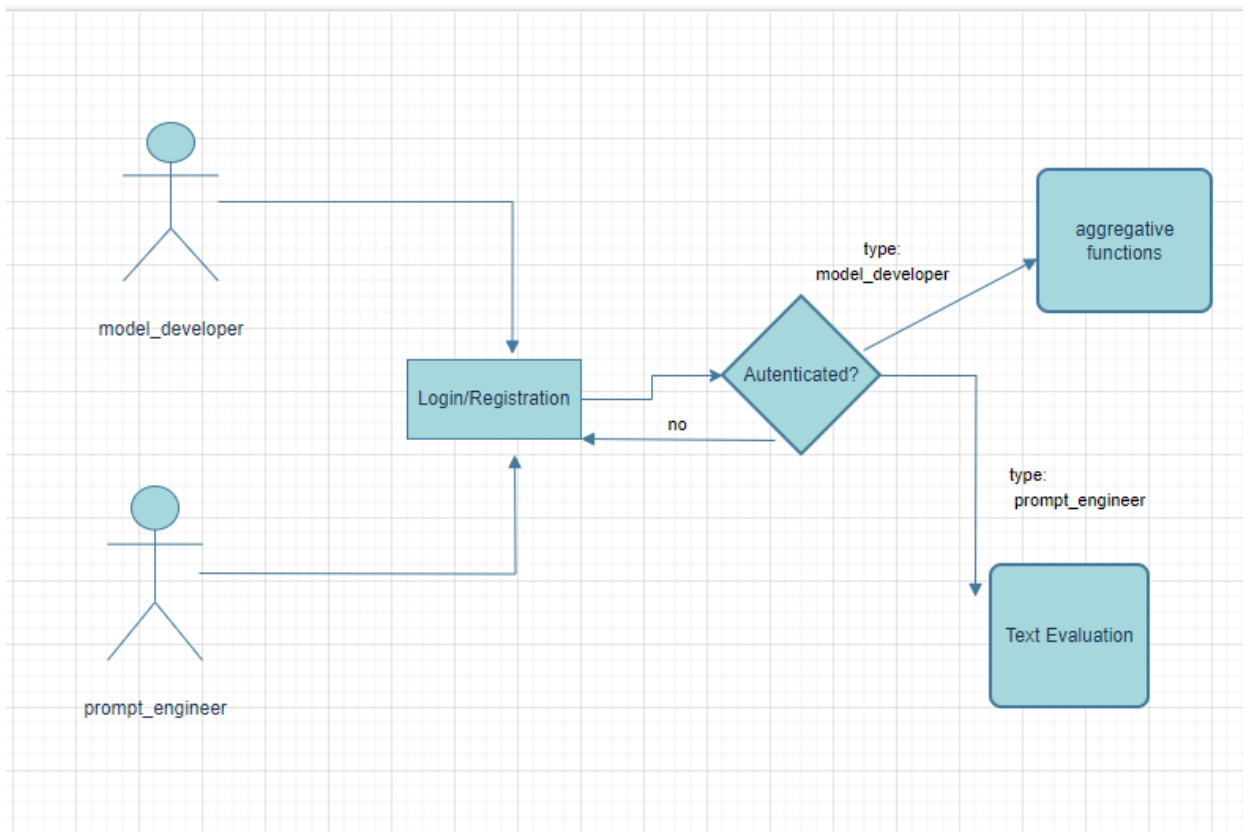 aggregative
functions
type:
model_developer
model_developer
Autenticated?
Login/Registration
no
type:
prompt_engineer
Text Evaluation
prompt_engineer